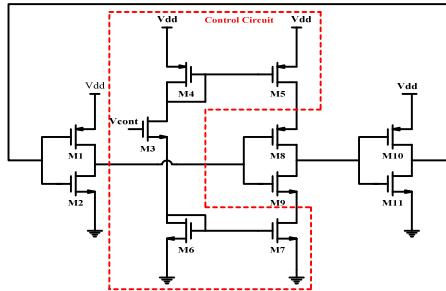 Vdd Control Circuit Vdd
M4 M5
Vdd Vdd
Vcont
M1 M3 M8 M10
M2 M9 M11
M6 M7